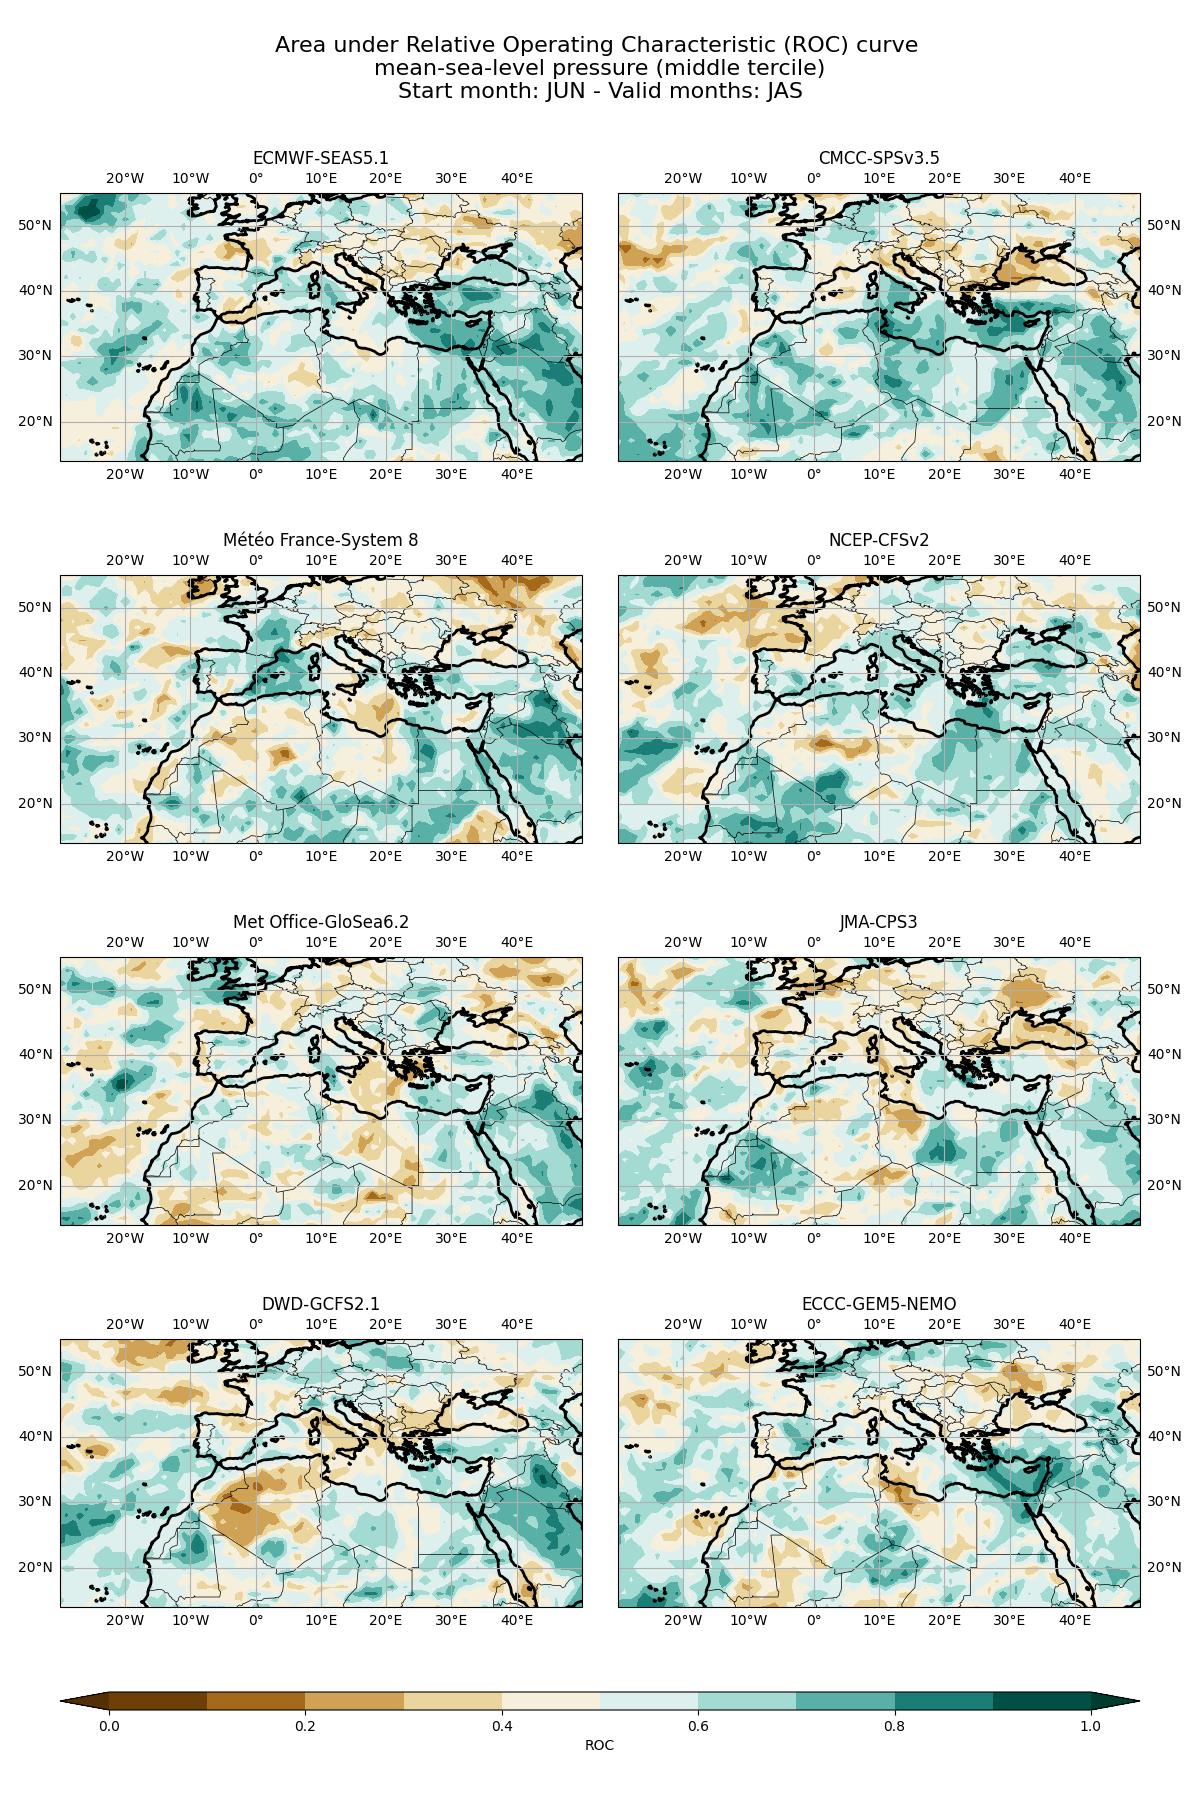 Area under Relative Operating Characteristic (ROC) curve
mean-sea-level pressure (middle tercile)
Start month: JUN - Valid months: JAS
ECMWF-SEAS5.1
20°W 10°W 0° 10°E 20°E 30°E 40°E
50°N
40°N
30°N
20°N
20°W 10°W 0° 10°E 20°E 30°E 40°E
CMCC-SPSv3.5
20°W 10°W 0° 10°E 20°E 30°E 40°E
50°N
40°N
30°N
20°N
20°W 10°W 0° 10°E 20°E 30°E 40°E
Météo France-System 8
20°W 10°W 0° 10°E 20°E 30°E 40°E
50°N
40°N
30°N
20°N
20°W 10°W 0° 10°E 20°E 30°E 40°E
NCEP-CFSv2
20°W 10°W 0° 10°E 20°E 30°E 40°E
50°N
40°N
30°N
20°N
20°W 10°W 0° 10°E 20°E 30°E 40°E
Met Office-GloSea6.2
20°W 10°W 0° 10°E 20°E 30°E 40°E
50°N
40°N
30°N
20°N
20°W 10°W 0° 10°E 20°E 30°E 40°E
JMA-CPS3
20°W 10°W 0° 10°E 20°E 30°E 40°E
50°N
40°N
30°N
20°N
20°W 10°W 0° 10°E 20°E 30°E 40°E
DWD-GCFS2.1
20°W 10°W 0° 10°E 20°E 30°E 40°E
50°N
40°N
30°N
20°N
20°W 10°W 0° 10°E 20°E 30°E 40°E
ECCC-GEM5-NEMO
20°W 10°W 0° 10°E 20°E 30°E 40°E
50°N
40°N
30°N
20°N
20°W 10°W 0° 10°E 20°E 30°E 40°E
0.0 0.2 0.4 0.6 0.8 1.0
ROC